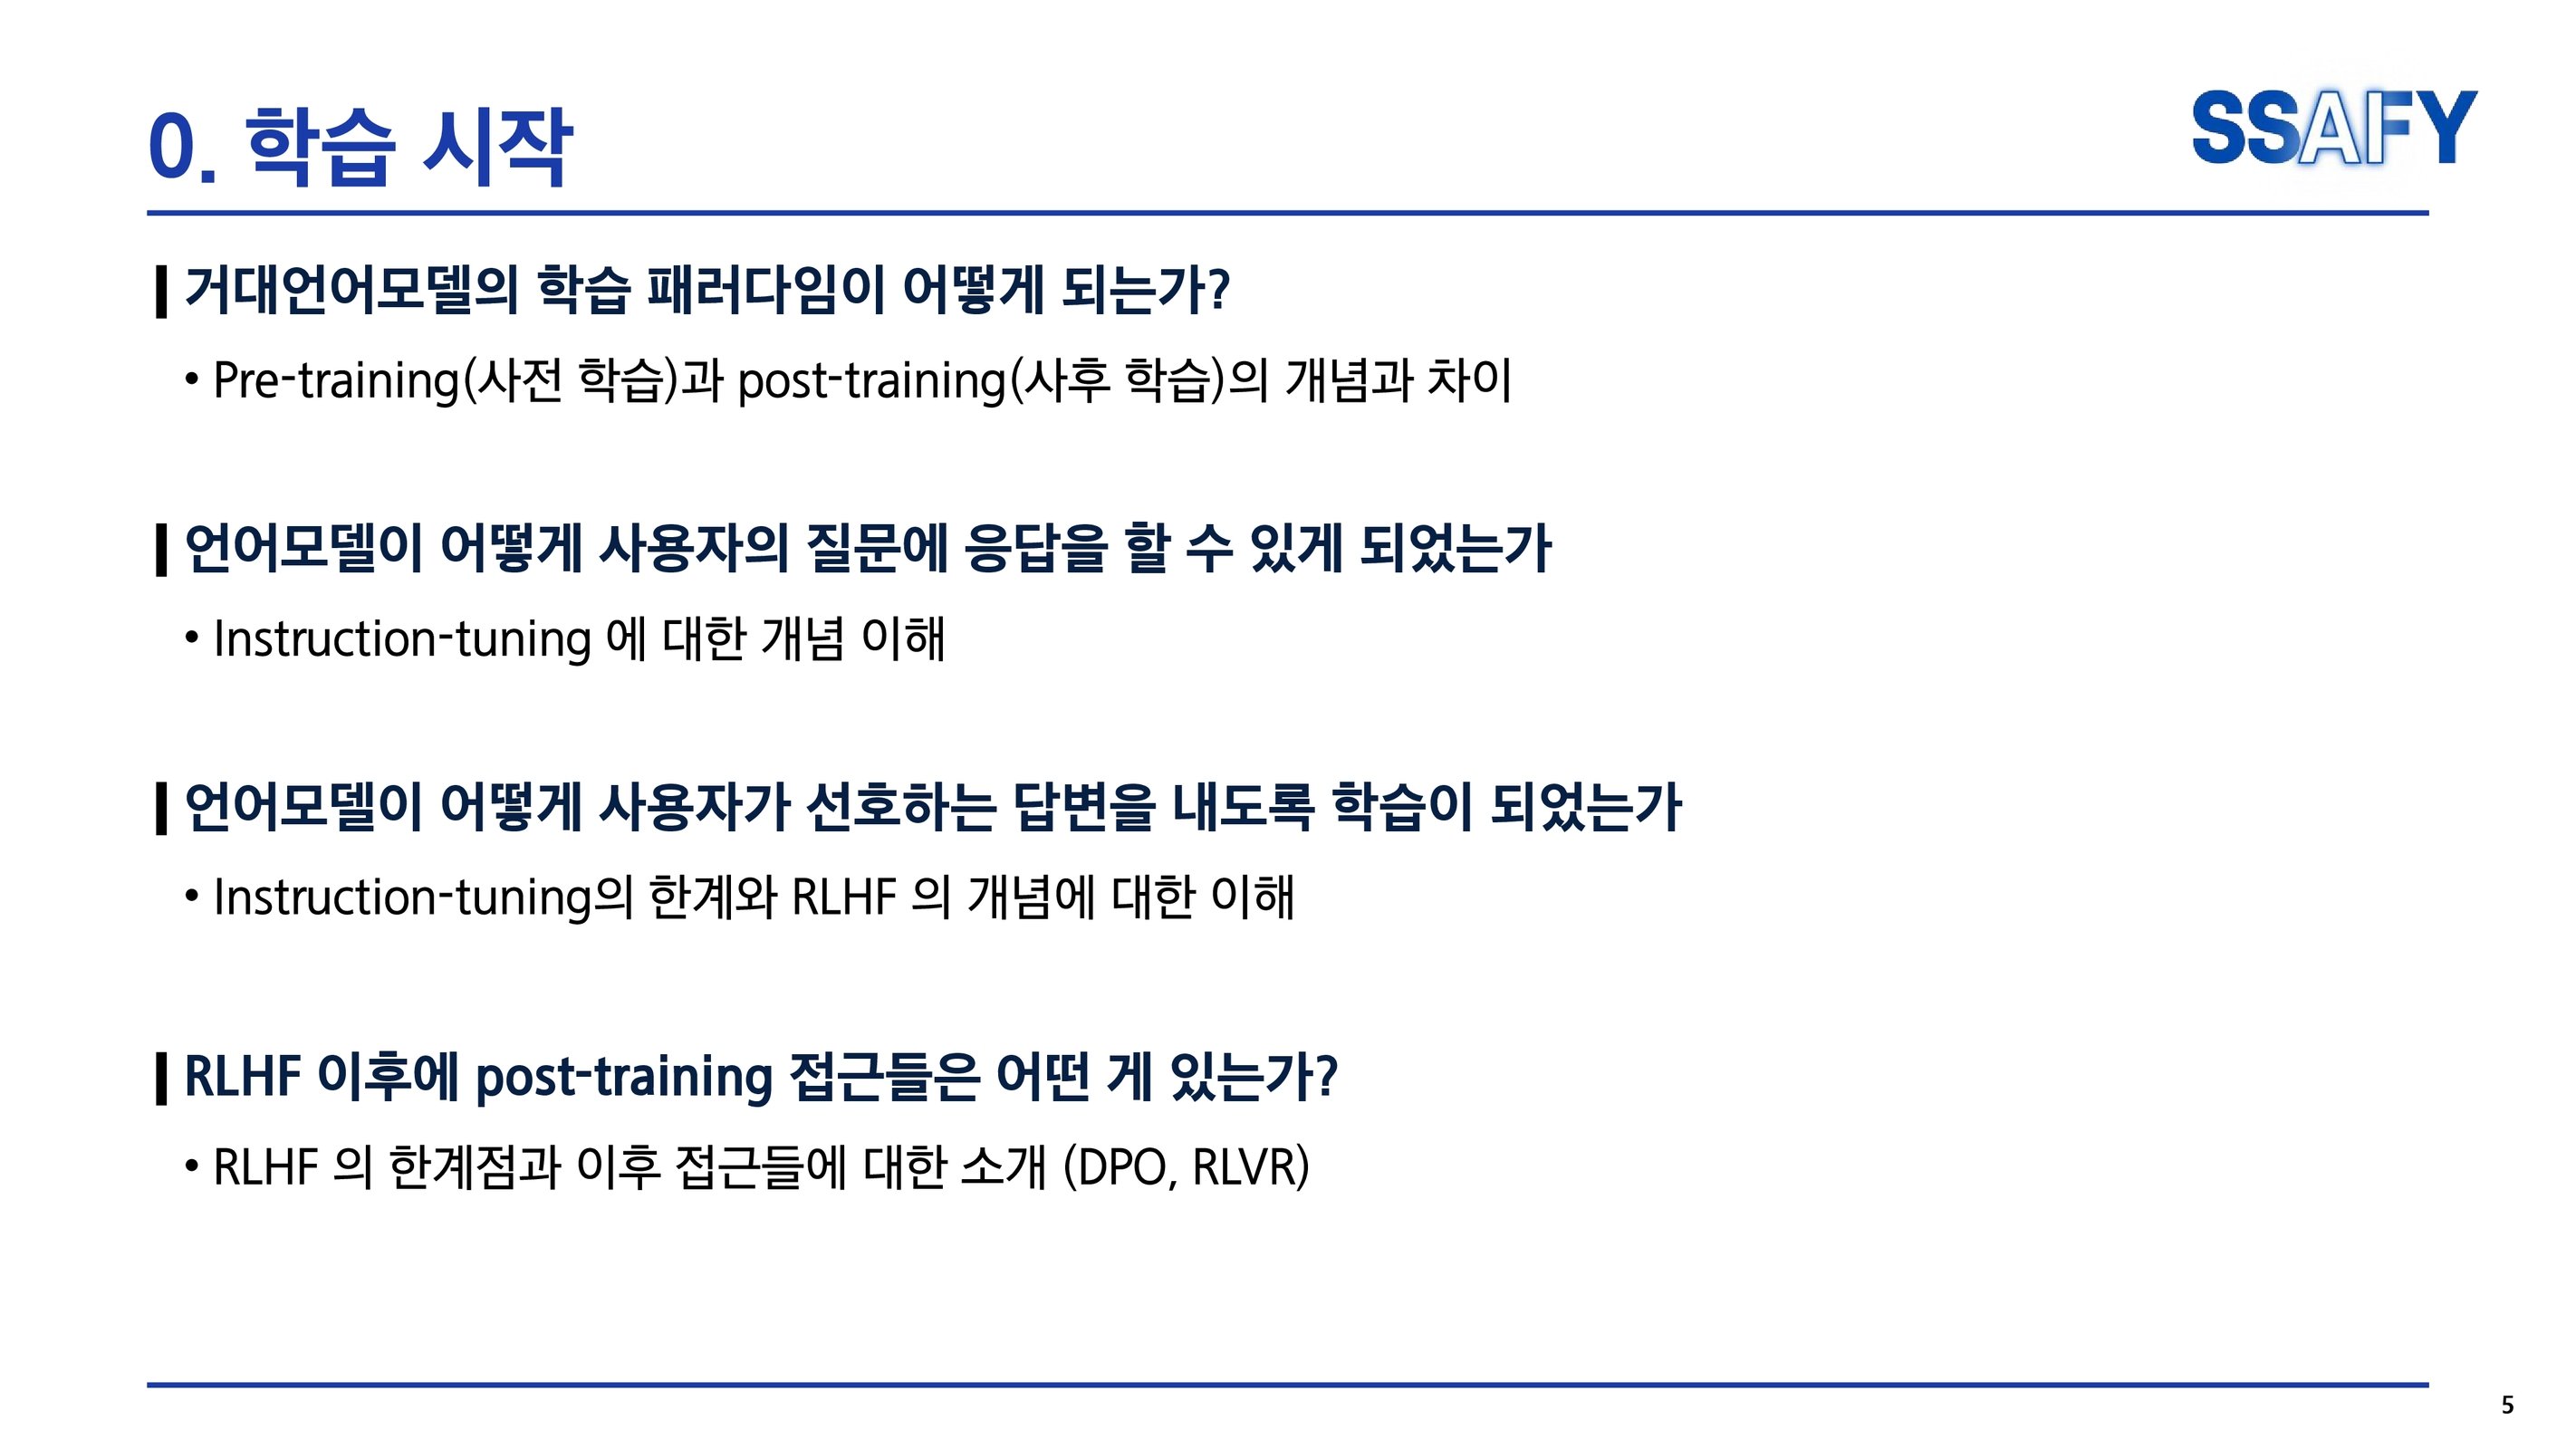 0. 학습 시작
SSAFY
거대언어모델의 학습 패러다임이 어떻게 되는가?
• Pre-training(사전 학습)과 post-training(사후 학습)의 개념과 차이
언어모델이 어떻게 사용자의 질문에 응답을 할 수 있게 되었는가
• Instruction-tuning 에 대한 개념 이해
언어모델이 어떻게 사용자가 선호하는 답변을 내도록 학습이 되었는가
• Instruction-tuning의 한계와 RLHF 의 개념에 대한 이해
RLHF 이후에 post-training 접근들은 어떤 게 있는가?
• RLHF 의 한계점과 이후 접근들에 대한 소개 (DPO, RLVR)
5